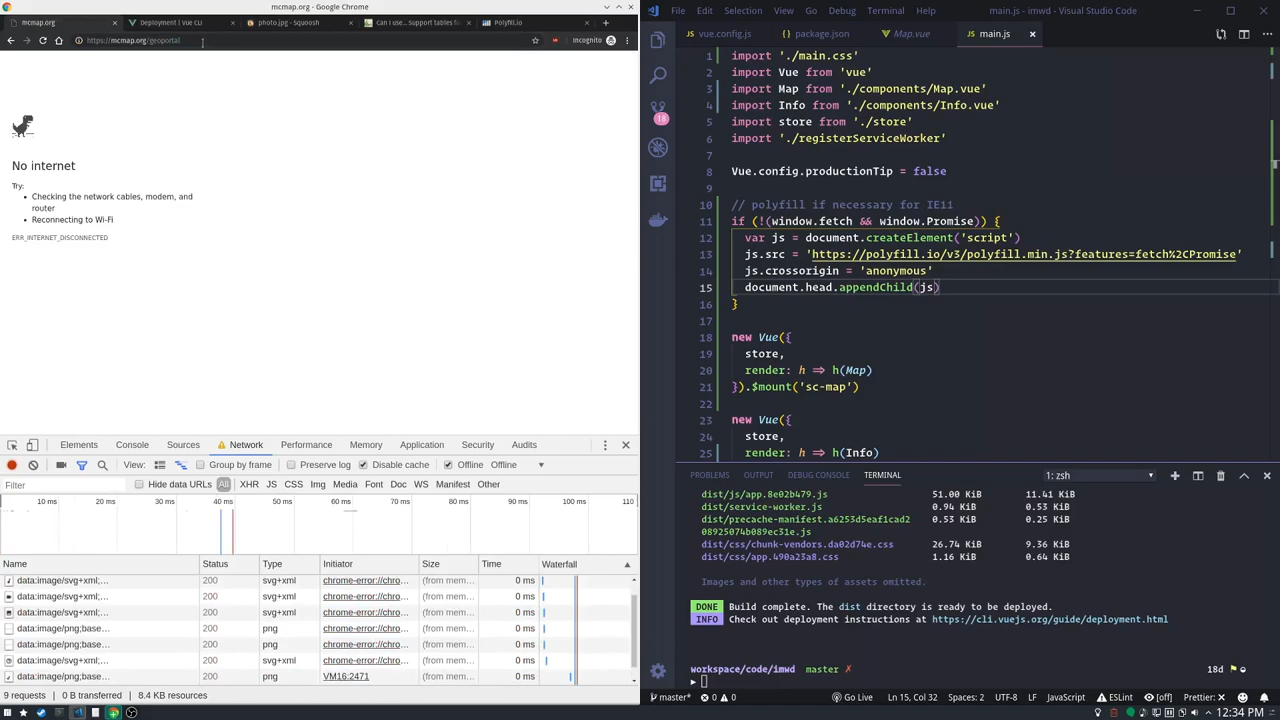 mcmap.org - Google Chrome
mcmap.org
Deployment | Vue CLI
photo.jpg - Squoosh
Can I use... Support tables fo
Polyfill.io
https://mcmap.org/geoportal
Incognito
No internet
Try:
Checking the network cables, modem, and
router
Reconnecting to Wi-Fi
ERR_INTERNET_DISCONNECTED
Elements
Console
Sources
Network
Performance
Memory
Application
Security
Audits
View:
Group by frame
Preserve log
Disable cache
Offline
Offline
Filter
Hide data URLs
All
XHR
JS
CSS
Img
Media
Font
Doc
WS
Manifest
Other
10 ms
20 ms
30 ms
40 ms
50 ms
60 ms
70 ms
80 ms
90 ms
100 ms
110
Name
Status
Type
Initiator
Size
Time
Waterfall
data:image/svg+xml;... 200 svg+xml chrome-error://chro... (from mem... 0 ms
data:image/svg+xml;... 200 svg+xml chrome-error://chro... (from mem... 0 ms
data:image/svg+xml;... 200 svg+xml chrome-error://chro... (from mem... 0 ms
data:image/png;base... 200 png chrome-error://chro... (from mem... 0 ms
data:image/png;base... 200 png chrome-error://chro... (from mem... 0 ms
data:image/svg+xml;... 200 svg+xml chrome-error://chro... (from mem... 0 ms
data:image/png;base... 200 png VM16:2471 (from mem... 0 ms
9 requests | 0 B transferred | 8.4 KB resources
File Edit Selection View Go Debug Terminal Help
main.js - imwd - Visual Studio Code
vue.config.js
package.json
Map.vue
main.js
18
1 import './main.css'
2 import Vue from 'vue'
3 import Map from './components/Map.vue'
4 import Info from './components/Info.vue'
5 import store from './store'
6 import './registerServiceWorker'
7
8 Vue.config.productionTip = false
9
10 // polyfill if necessary for IE11
11 if (!(window.fetch && window.Promise)) {
12 var js = document.createElement('script')
13 js.src = 'https://polyfill.io/v3/polyfill.min.js?features=fetch%2CPromise'
14 js.crossorigin = 'anonymous'
15 document.head.appendChild(js)
16 }
17
18 new Vue({
19 store,
20 render: h => h(Map)
21 }).$mount('sc-map')
22
23 new Vue({
24 store,
25 render: h => h(Info)
PROBLEMS
OUTPUT
DEBUG CONSOLE
TERMINAL
1: zsh
dist/js/app.8e02b479.js 51.00 KiB 11.41 KiB
dist/service-worker.js 0.94 KiB 0.53 KiB
dist/precache-manifest.a6253d5eaf1cad2 0.53 KiB 0.25 KiB
08925074b089ec31e.js
dist/css/chunk-vendors.da02d74e.css 26.74 KiB 9.36 KiB
dist/css/app.490a23a8.css 1.16 KiB 0.64 KiB
Images and other types of assets omitted.
DONE Build complete. The dist directory is ready to be deployed.
INFO Check out deployment instructions at https://cli.vuejs.org/guide/deployment.html
workspace/code/imwd master ✗ 18d
master*
0
0
Go Live
Ln 15, Col 32
Spaces: 2
UTF-8
LF
JavaScript
ESLint
[off]
Prettier: ✗
12:34 PM